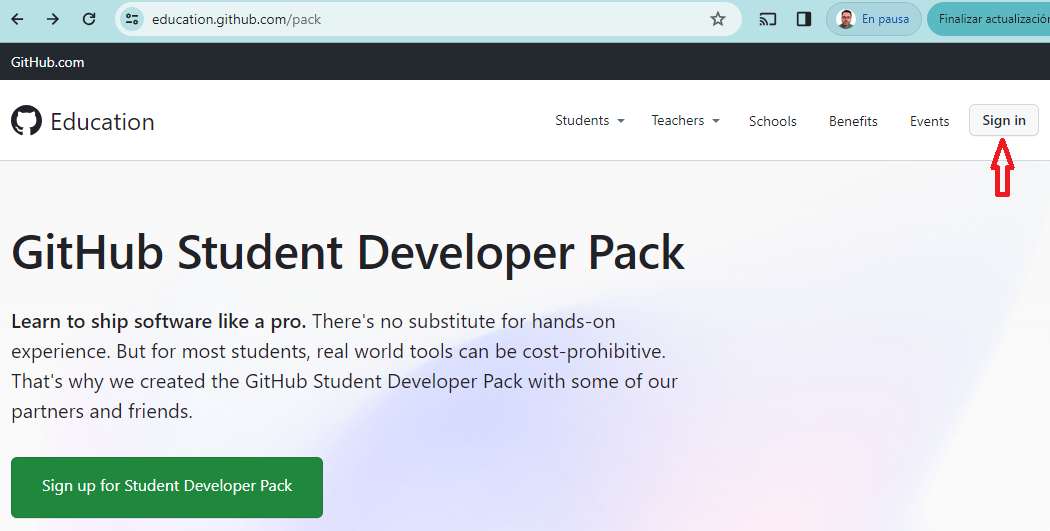 education.github.com/pack
En pausa
Finalizar actualización
GitHub.com
Education
Students
Teachers
Schools
Benefits
Events
Sign in
GitHub Student Developer Pack
Learn to ship software like a pro. There's no substitute for hands-on
experience. But for most students, real world tools can be cost-prohibitive.
That's why we created the GitHub Student Developer Pack with some of our
partners and friends.
Sign up for Student Developer Pack